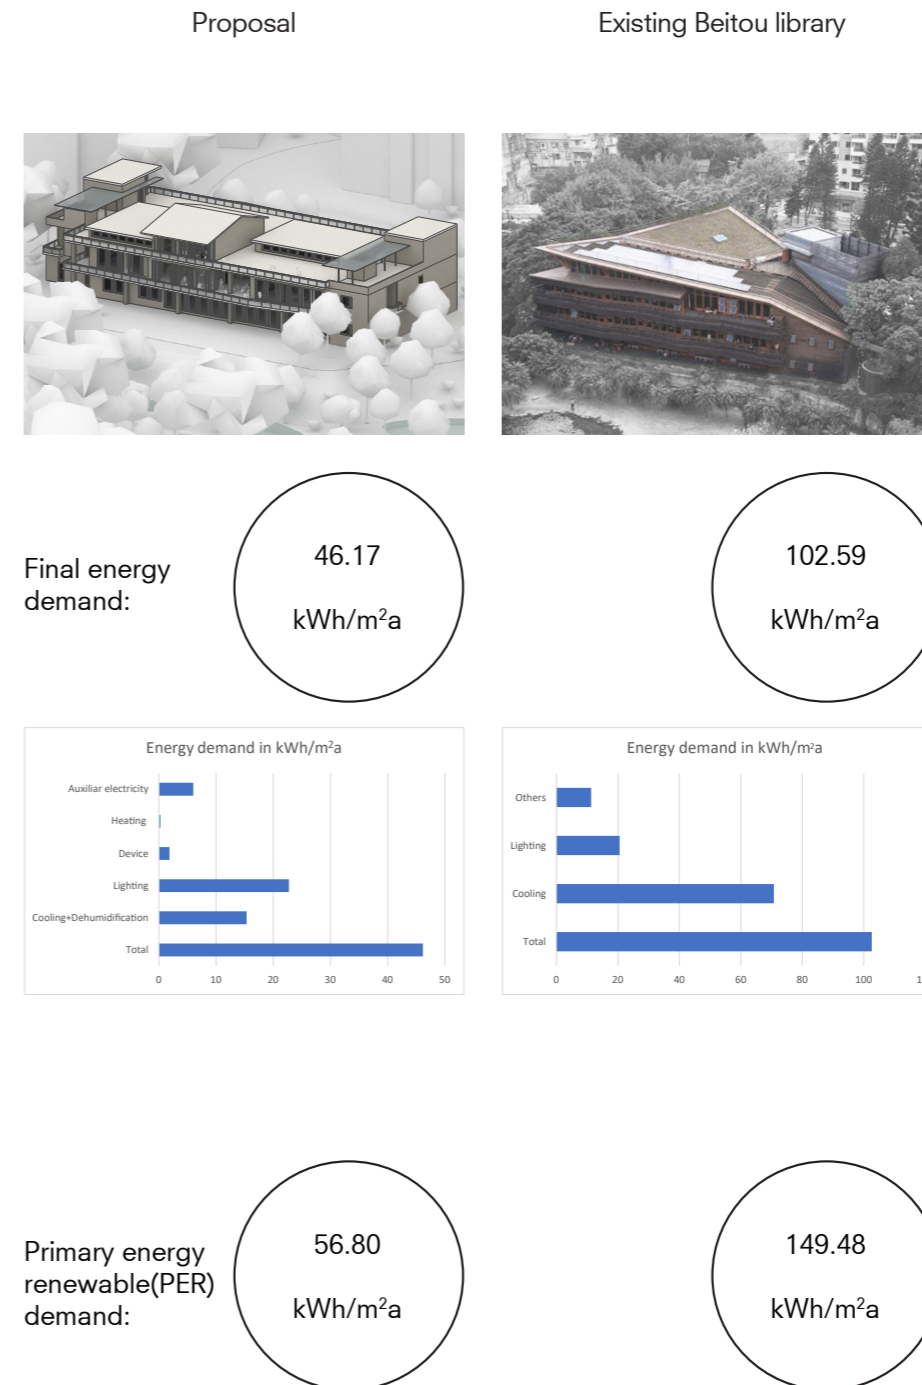 Proposal
Existing Beitou library
Final energy
demand:
46.17
kWh/m²a
102.59
kWh/m²a
Energy demand in kWh/m²a
Auxiliar electricity
Heating
Device
Lighting
Cooling+Dehumidification
Total
0 10 20 30 40 50
Energy demand in kWh/m²a
Others
Lighting
Cooling
Total
0 20 40 60 80 100
Primary energy
renewable(PER)
demand:
56.80
kWh/m²a
149.48
kWh/m²a